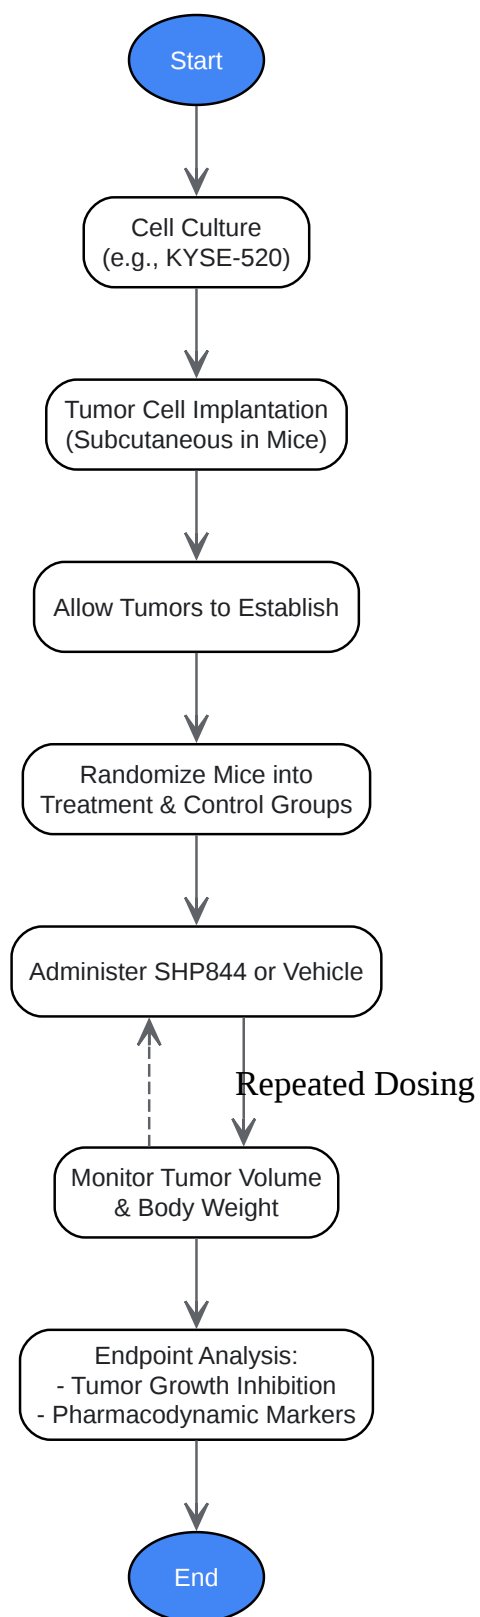 Start
Cell Culture
(e.g., KYSE-520)
Tumor Cell Implantation
(Subcutaneous in Mice)
Allow Tumors to Establish
Randomize Mice into
Treatment & Control Groups
Administer SHP844 or Vehicle
Repeated Dosing
Monitor Tumor Volume
& Body Weight
Endpoint Analysis:
- Tumor Growth Inhibition
- Pharmacodynamic Markers
End